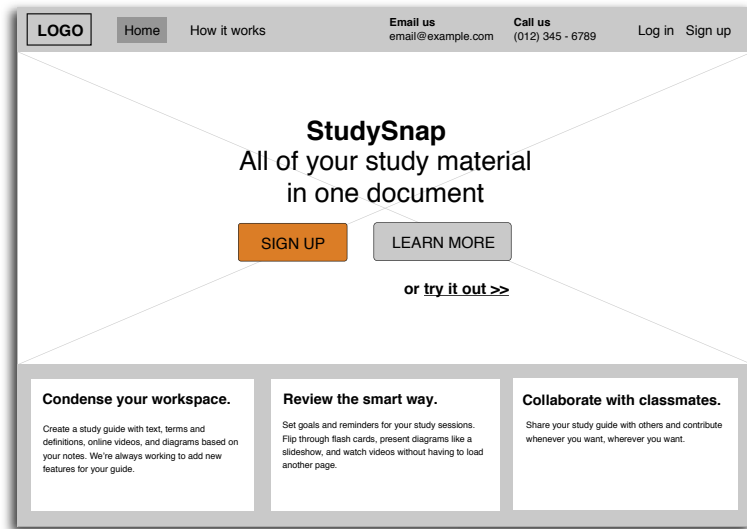 LOGO
Home
How it works
Email us
email@example.com
Call us
(012) 345 - 6789
Log in
Sign up
StudySnap
All of your study material
in one document
SIGN UP
LEARN MORE
or try it out >>
Condense your workspace.
Create a study guide with text, terms and
definitions, online videos, and diagrams based on
your notes. We're always working to add new
features for your guide.
Review the smart way.
Set goals and reminders for your study sessions.
Flip through flash cards, present diagrams like a
slideshow, and watch videos without having to load
another page.
Collaborate with classmates.
Share your study guide with others and contribute
whenever you want, wherever you want.